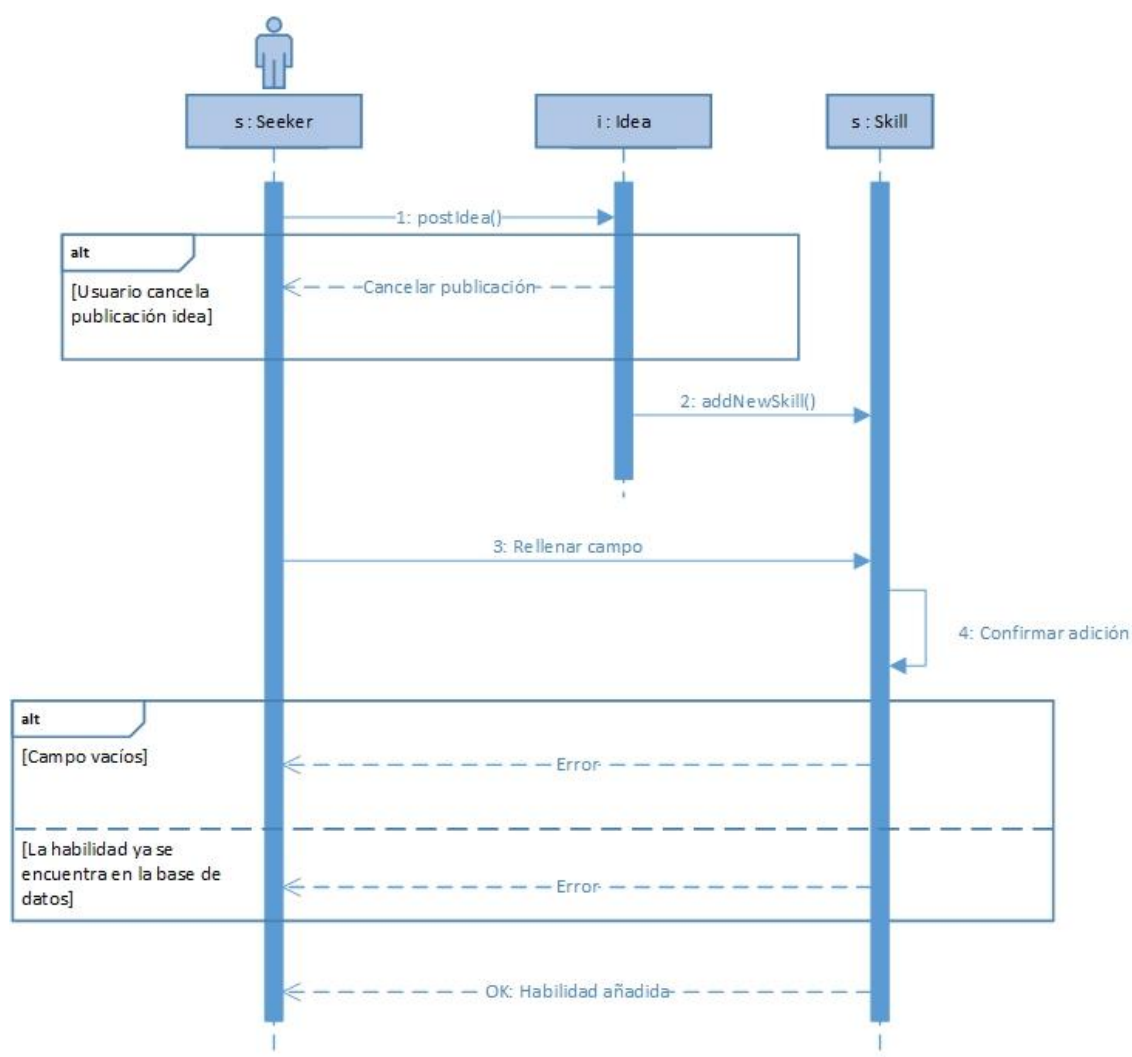 s : Seeker
i : Idea
s : Skill
1: postIdea()
alt
[Usuario cancela
publicación idea]
Cancelar publicación
2: addNewSkill()
3: Rellenar campo
4: Confirmar adición
alt
[Campo vacíos]
Error
[La habilidad ya se
encuentra en la base de
datos]
Error
OK: Habilidad añadida